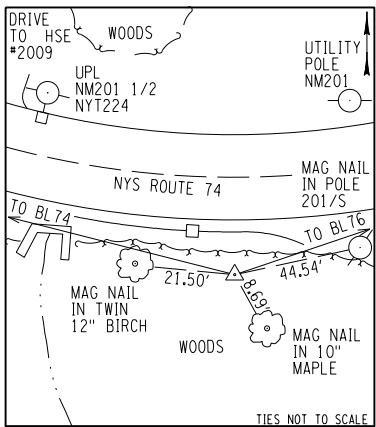 DRIVE
TO HSE
#2009
WOODS
UTILITY
POLE
NM201
UPL
NM201 1/2
NYT224
NYS ROUTE 74
MAG NAIL
IN POLE
201/S
TO BL74
TO BL76
21.50'
44.54'
8.69'
MAG NAIL
IN TWIN
12" BIRCH
WOODS
MAG NAIL
IN 10"
MAPLE
TIES NOT TO SCALE